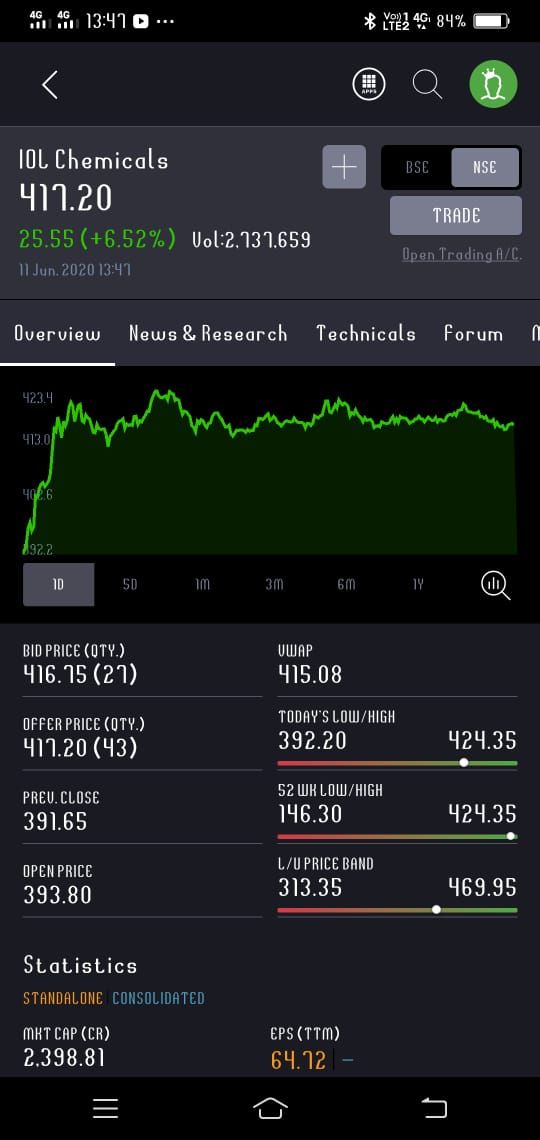 4G 4G 13:47 ... Vo)) 1 4G 84%
LTE2
APPS
IOL Chemicals
417.20
BSE NSE
25.55 (+6.52%) Vol:2,737,659
TRADE
11 Jun. 2020 13:47
Open Trading A/C.
Overview News & Research Technicals Forum M
423.4
413.0
402.6
392.2
1D 5D 1M 3M 6M 1Y
BID PRICE (QTY.)
416.75 (27)
VWAP
415.08
OFFER PRICE (QTY.)
417.20 (43)
TODAY'S LOW/HIGH
392.20 424.35
PREV. CLOSE
391.65
52 WK LOW/HIGH
146.30 424.35
OPEN PRICE
393.80
L/U PRICE BAND
313.35 469.95
Statistics
STANDALONE | CONSOLIDATED
MKT CAP (CR)
2,398.81
EPS (TTM)
64.72 | –